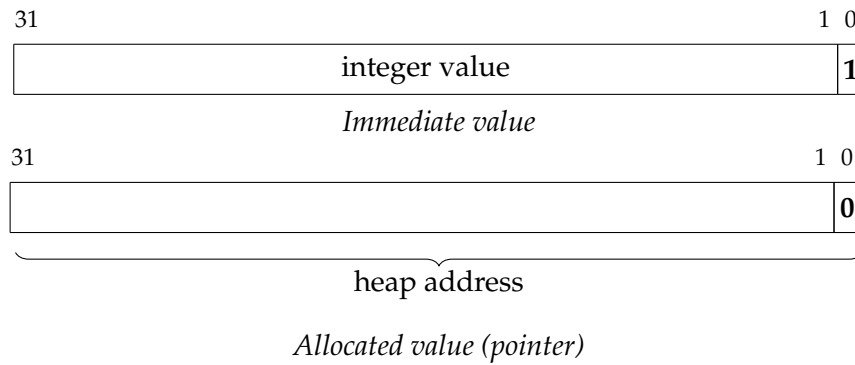 31 1 0
integer value 1
Immediate value
31 1 0
0
heap address
Allocated value (pointer)